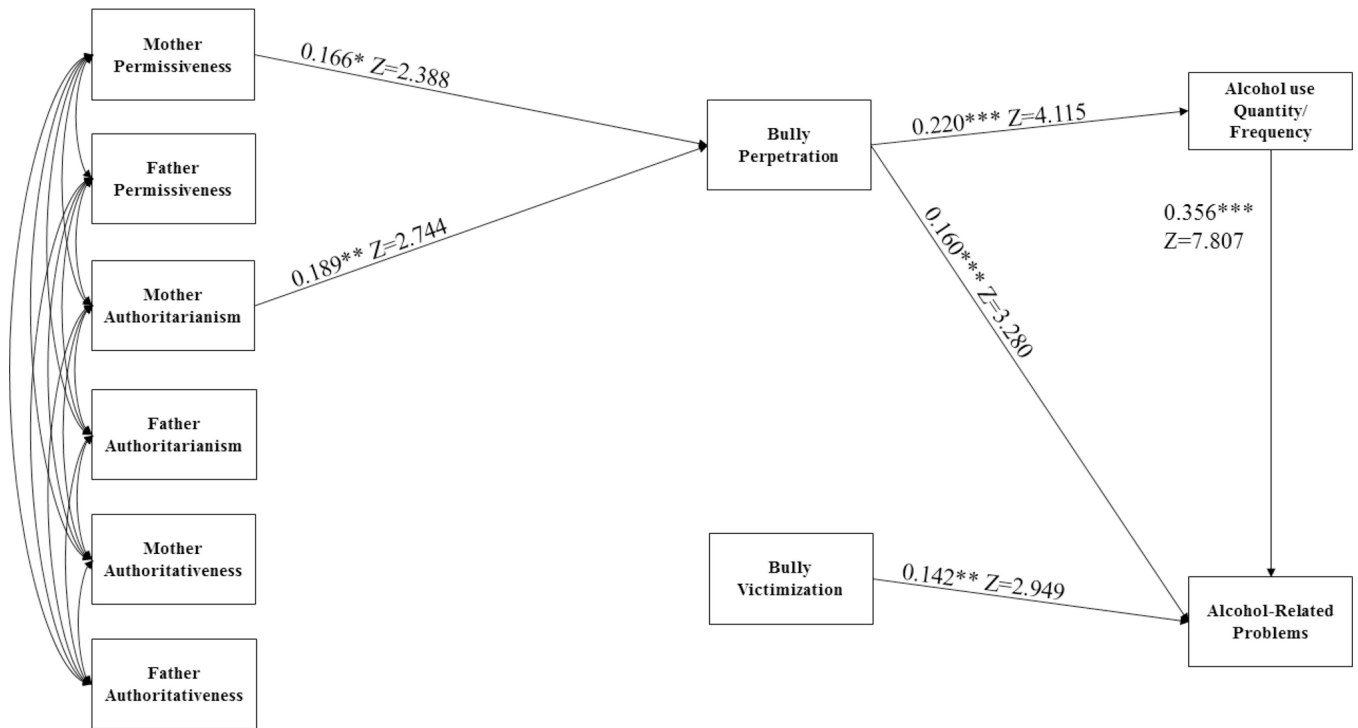 Mother
Permissiveness
Father
Permissiveness
Mother
Authoritarianism
Father
Authoritarianism
Mother
Authoritativeness
Father
Authoritativeness
0.166* Z=2.388
0.189** Z=2.744
Bully
Perpetration
Bully
Victimization
0.220*** Z=4.115
0.160*** Z=3.280
0.142** Z=2.949
Alcohol use
Quantity/
Frequency
0.356***
Z=7.807
Alcohol-Related
Problems